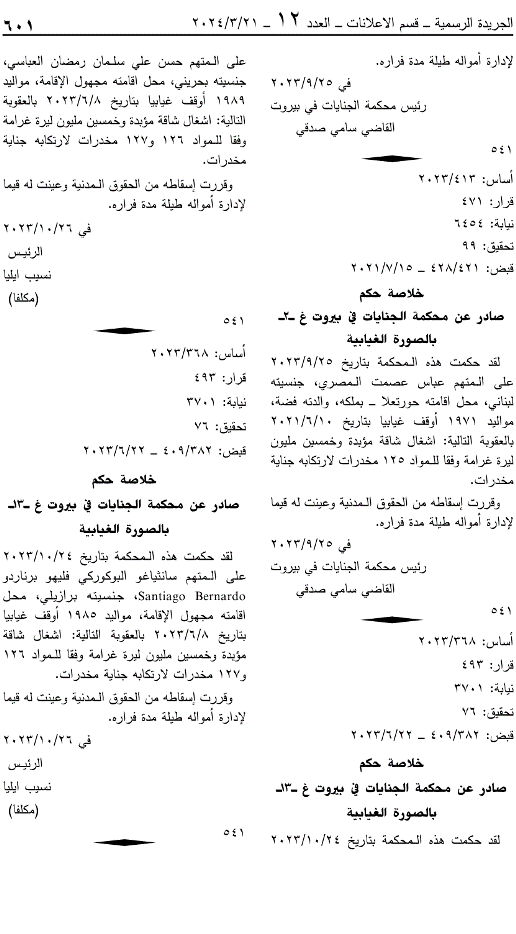 الجريدة الرسمية ــ قسم الاعلانات ــ العدد ١٢ ــ ٢٠٢٤/٣/٢١
٦٠١
لإدارة أمواله طيلة مدة فراره.
في ٢٠٢٣/٩/٢٥
رئيس محكمة الجنايات في بيروت
القاضي سامي صدقي
٥٤١
أساس: ٢٠٢٣/٤١٣
قرار: ٤٧١
نيابة: ٦٤٥٤
تحقيق: ٩٩
قبض: ٤٢٨/٤٢١ ــ ٢٠٢١/٧/١٥
خلاصة حكم
صادر عن محكمة الجنايات في بيروت غ ــ٢ــ
بالصورة الغيابية
لقد حكمت هذه المحكمة بتاريخ ٢٠٢٣/٩/٢٥
على المتهم عباس عصمت المصري، جنسيته
لبناني، محل اقامته حورتعلا ــ بملكه، والدته فضة،
مواليد ١٩٧١ أوقف غيابيا بتاريخ ٢٠٢١/٦/١٠
بالعقوبة التالية: اشغال شاقة مؤبدة وخمسين مليون
ليرة غرامة وفقا للمواد ١٢٥ مخدرات لارتكابه جناية
مخدرات.
وقررت إسقاطه من الحقوق المدنية وعينت له قيما
لإدارة أمواله طيلة مدة فراره.
في ٢٠٢٣/٩/٢٥
رئيس محكمة الجنايات في بيروت
القاضي سامي صدقي
٥٤١
أساس: ٢٠٢٣/٣٦٨
قرار: ٤٩٣
نيابة: ٣٧٠١
تحقيق: ٧٦
قبض: ٤٠٩/٣٨٢ ــ ٢٠٢٣/٦/٢٢
خلاصة حكم
صادر عن محكمة الجنايات في بيروت غ ــ١٣ــ
بالصورة الغيابية
لقد حكمت هذه المحكمة بتاريخ ٢٠٢٣/١٠/٢٤
على المتهم حسن علي سلمان رمضان العباسي،
جنسيته بحريني، محل اقامته مجهول الإقامة، مواليد
١٩٨٩ أوقف غيابيا بتاريخ ٢٠٢٣/٦/٨ بالعقوبة
التالية: اشغال شاقة مؤبدة وخمسين مليون ليرة غرامة
وفقا للمواد ١٢٦ و١٢٧ مخدرات لارتكابه جناية
مخدرات.
وقررت إسقاطه من الحقوق المدنية وعينت له قيما
لإدارة أمواله طيلة مدة فراره.
في ٢٠٢٣/١٠/٢٦
الرئيس
نسيب ايليا
(مكلفا)
٥٤١
أساس: ٢٠٢٣/٣٦٨
قرار: ٤٩٣
نيابة: ٣٧٠١
تحقيق: ٧٦
قبض: ٤٠٩/٣٨٢ ــ ٢٠٢٣/٦/٢٢
خلاصة حكم
صادر عن محكمة الجنايات في بيروت غ ــ١٣ــ
بالصورة الغيابية
لقد حكمت هذه المحكمة بتاريخ ٢٠٢٣/١٠/٢٤
على المتهم سانثياغو البوكوركي فليهو برناردو
Santiago Bernardo، جنسيته برازيلي، محل
اقامته مجهول الإقامة، مواليد ١٩٨٥ أوقف غيابيا
بتاريخ ٢٠٢٣/٦/٨ بالعقوبة التالية: اشغال شاقة
مؤبدة وخمسين مليون ليرة غرامة وفقا للمواد ١٢٦
و١٢٧ مخدرات لارتكابه جناية مخدرات.
وقررت إسقاطه من الحقوق المدنية وعينت له قيما
لإدارة أمواله طيلة مدة فراره.
في ٢٠٢٣/١٠/٢٦
الرئيس
نسيب ايليا
(مكلفا)
٥٤١